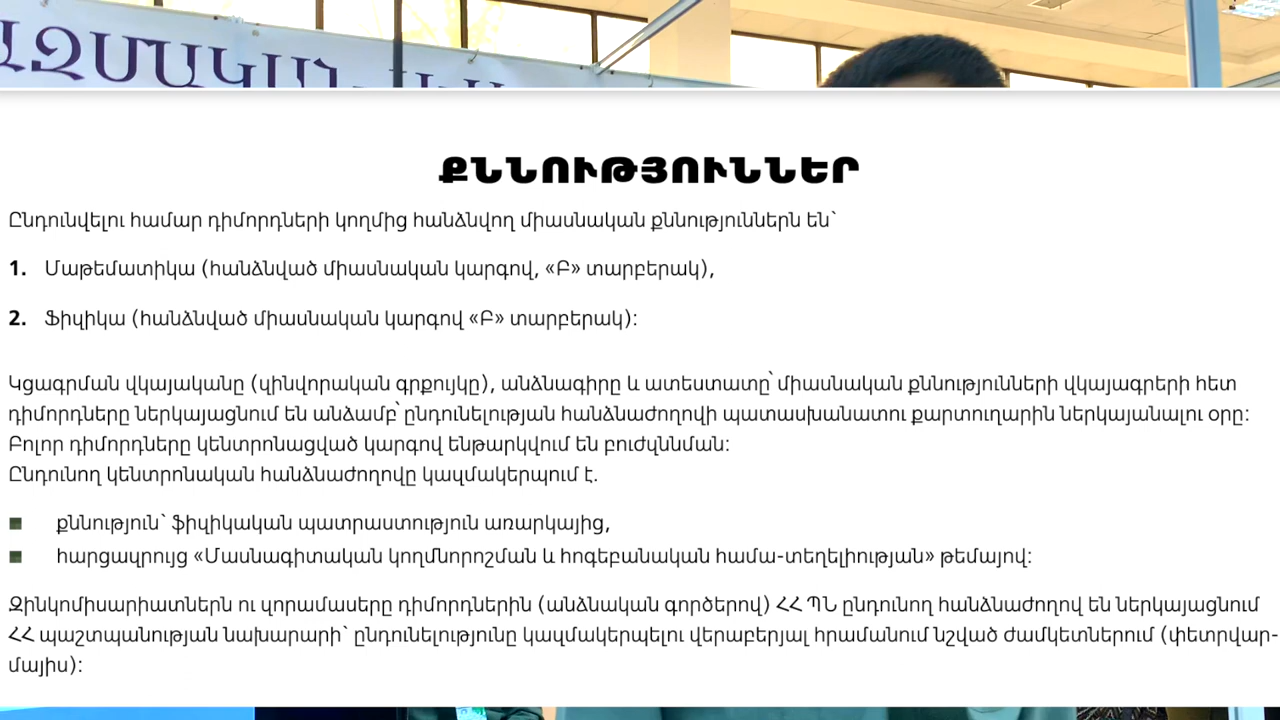 ԱԶՄԱԿԱՆ
ՔՆՆՈՒԹՅՈՒՆՆԵՐ
Ընդունվելու համար դիմորդների կողմից հանձնվող միասնական քննություններն են՝
1. Մաթեմատիկա (հանձնված միասնական կարգով, «Բ» տարբերակ),
2. Ֆիզիկա (հանձնված միասնական կարգով «Բ» տարբերակ):
Կցագրման վկայականը (զինվորական գրքույկը), անձնագիրը և ատեստատը՝ միասնական քննությունների վկայագրերի հետ
դիմորդները ներկայացնում են անձամբ՝ ընդունելության հանձնաժողովի պատասխանատու քարտուղարին ներկայանալու օրը:
Բոլոր դիմորդները կենտրոնացված կարգով ենթարկվում են բուժզննման:
Ընդունող կենտրոնական հանձնաժողովը կազմակերպում է.
■ քննություն՝ ֆիզիկական պատրաստություն առարկայից,
■ հարցազրույց «Մասնագիտական կողմնորոշման և հոգեբանական համա-տեղելիության» թեմայով:
Զինկոմիսարիատներն ու զորամասերը դիմորդներին (անձնական գործերով) ՀՀ ՊՆ ընդունող հանձնաժողով են ներկայացնում
ՀՀ պաշտպանության նախարարի՝ ընդունելությունը կազմակերպելու վերաբերյալ հրամանում նշված ժամկետներում (փետրվար-
մայիս):